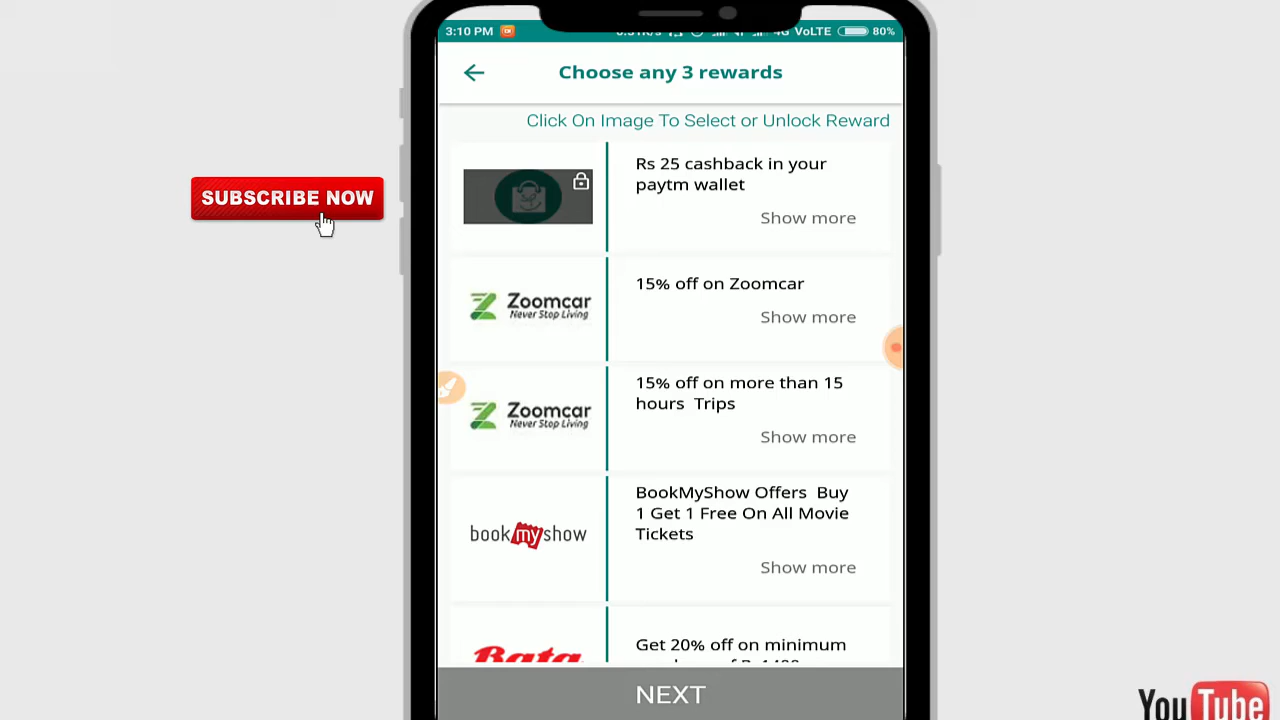 3:10 PM
4G VoLTE 80%
Choose any 3 rewards
Click On Image To Select or Unlock Reward
Rs 25 cashback in your
paytm wallet
Show more
SUBSCRIBE NOW
Zoomcar
Never Stop Living
15% off on Zoomcar
Show more
Zoomcar
Never Stop Living
15% off on more than 15
hours Trips
Show more
bookmyshow
BookMyShow Offers Buy
1 Get 1 Free On All Movie
Tickets
Show more
Bata
Get 20% off on minimum
NEXT
YouTube